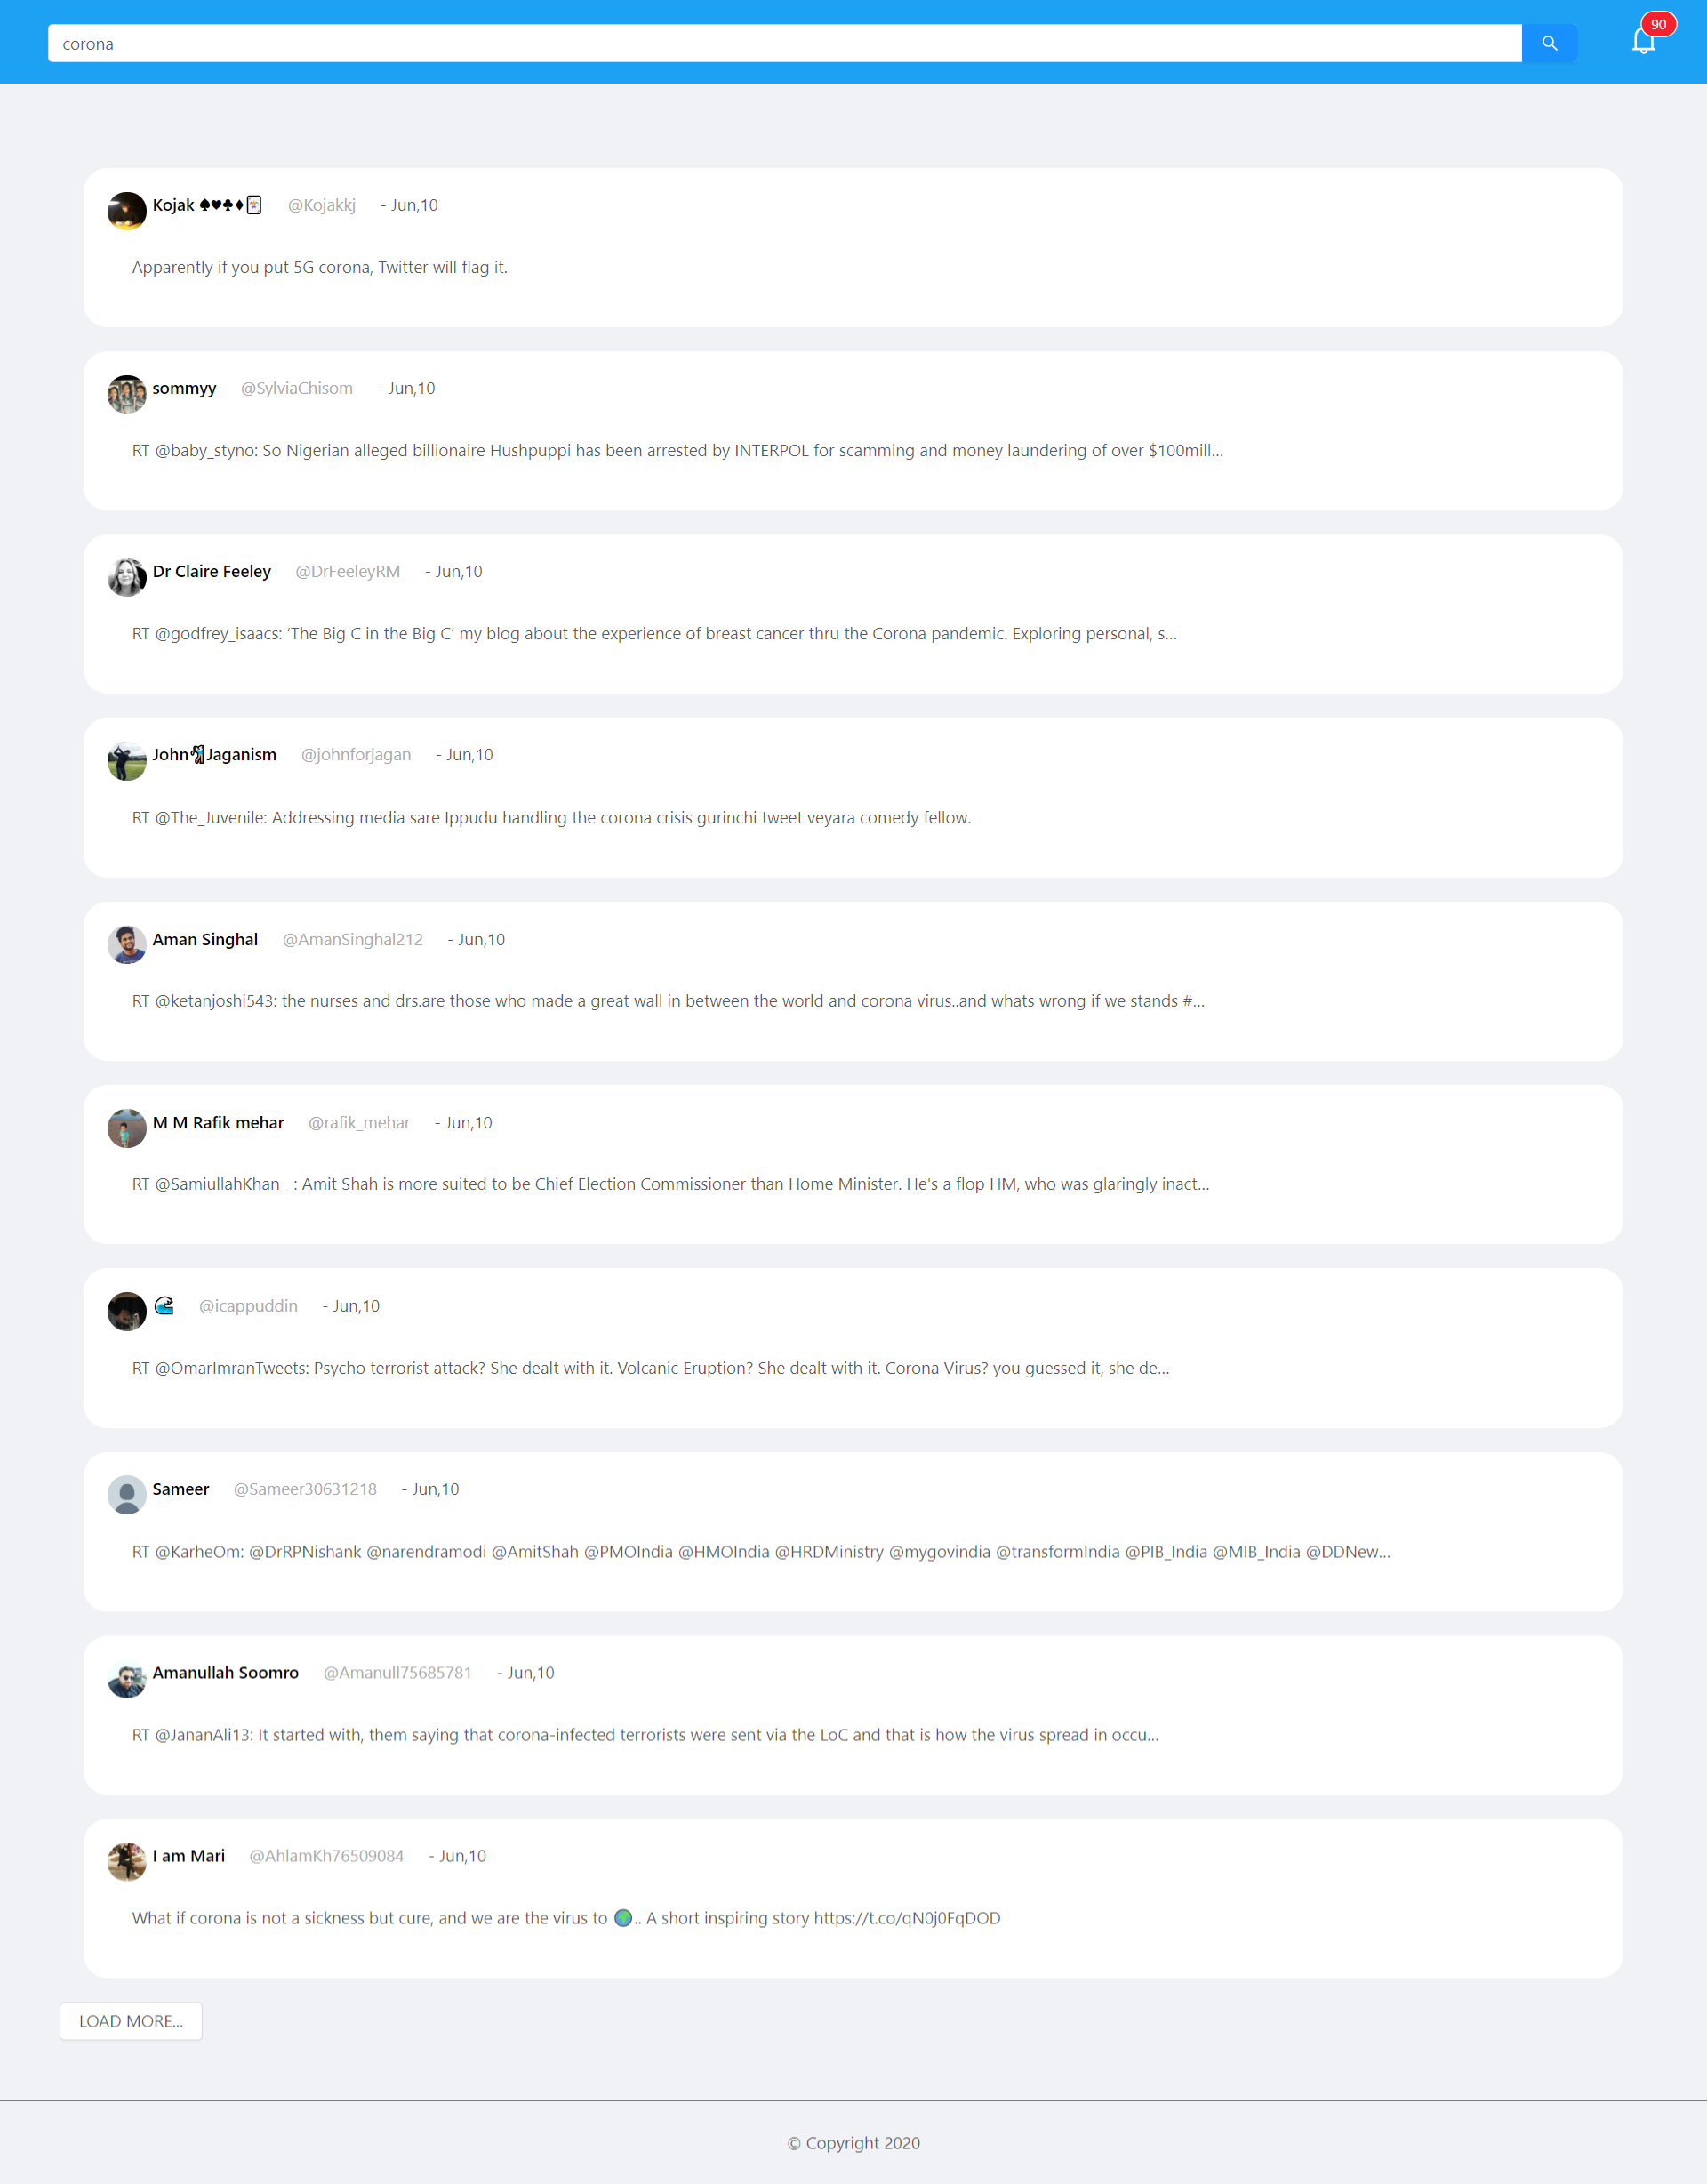 corona
90
Kojak ♠♥♣♦🃏 @Kojakkj - Jun,10
Apparently if you put 5G corona, Twitter will flag it.
sommyy @SylviaChisom - Jun,10
RT @baby_styno: So Nigerian alleged billionaire Hushpuppi has been arrested by INTERPOL for scamming and money laundering of over $100mill…
Dr Claire Feeley @DrFeeleyRM - Jun,10
RT @godfrey_isaacs: ‘The Big C in the Big C’ my blog about the experience of breast cancer thru the Corona pandemic. Exploring personal, s…
John Jaganism @johnforjagan - Jun,10
RT @The_Juvenile: Addressing media sare Ippudu handling the corona crisis gurinchi tweet veyara comedy fellow.
Aman Singhal @AmanSinghal212 - Jun,10
RT @ketanjoshi543: the nurses and drs.are those who made a great wall in between the world and corona virus..and whats wrong if we stands #…
M M Rafik mehar @rafik_mehar - Jun,10
RT @SamiullahKhan__: Amit Shah is more suited to be Chief Election Commissioner than Home Minister. He's a flop HM, who was glaringly inact…
🌊 @icappuddin - Jun,10
RT @OmarImranTweets: Psycho terrorist attack? She dealt with it. Volcanic Eruption? She dealt with it. Corona Virus? you guessed it, she de…
Sameer @Sameer30631218 - Jun,10
RT @KarheOm: @DrRPNishank @narendramodi @AmitShah @PMOIndia @HMOIndia @HRDMinistry @mygovindia @transformIndia @PIB_India @MIB_India @DDNew…
Amanullah Soomro @Amanull75685781 - Jun,10
RT @JananAli13: It started with, them saying that corona-infected terrorists were sent via the LoC and that is how the virus spread in occu…
I am Mari @AhlamKh76509084 - Jun,10
What if corona is not a sickness but cure, and we are the virus to 🌍.. A short inspiring story https://t.co/qN0j0FqDOD
LOAD MORE...
© Copyright 2020